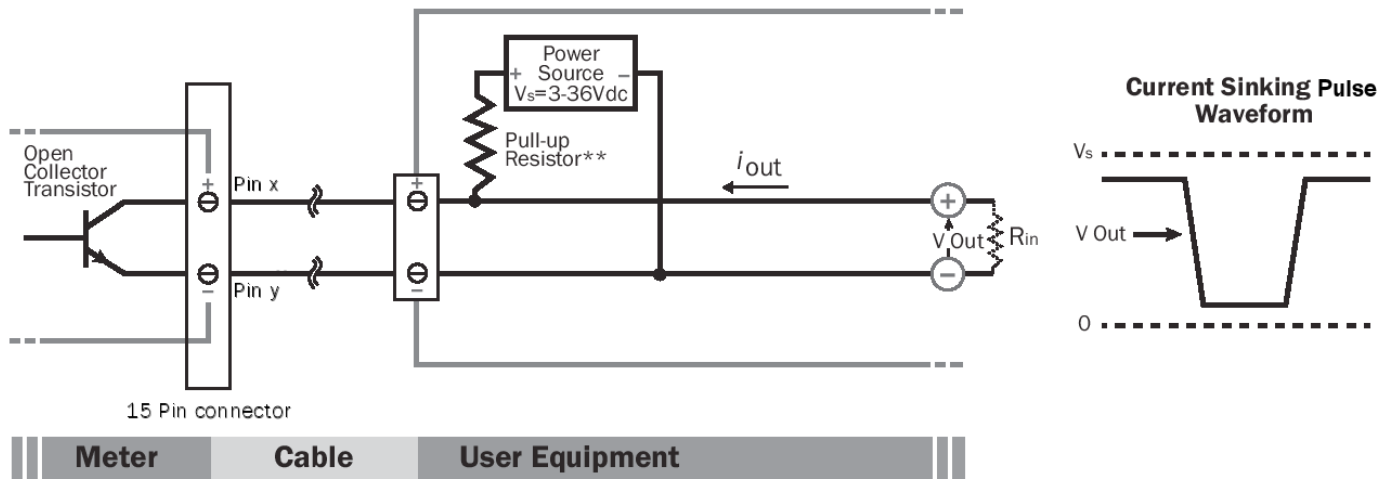 Power
+ Source −
Vs=3-36Vdc
Pull-up
Resistor**
Open
Collector
Transistor
+
Pin x
−
Pin y
+
−
iout
+
V Out
−
Rin
15 Pin connector
Meter
Cable
User Equipment
Current Sinking Pulse
Waveform
Vs
V Out
0